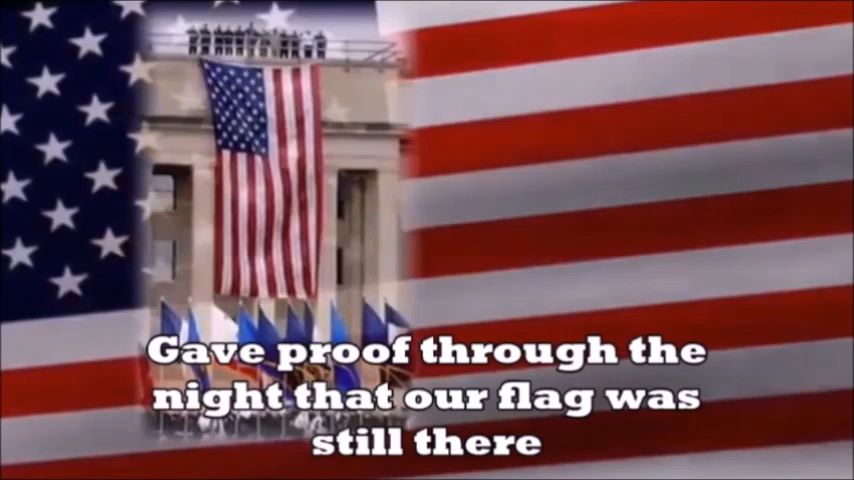 Gave proof through the
night that our flag was
still there